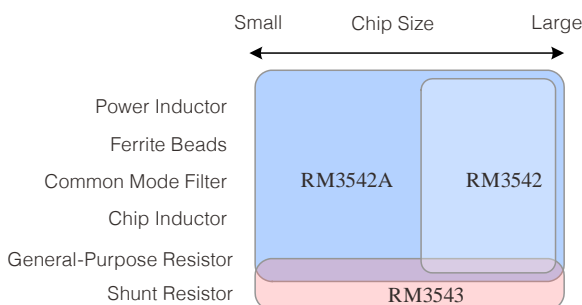 Small Chip Size Large
Power Inductor
Ferrite Beads
Common Mode Filter
RM3542A RM3542
Chip Inductor
General-Purpose Resistor
Shunt Resistor
RM3543